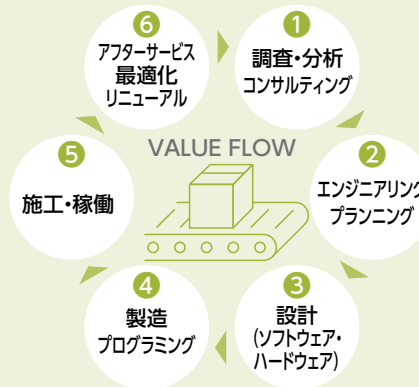 VALUE FLOW
1
調査・分析
コンサルティング
2
エンジニアリング
プランニング
3
設計
(ソフトウェア・
ハードウェア)
4
製造
プログラミング
5
施工・稼働
6
アフターサービス
最適化
リニューアル